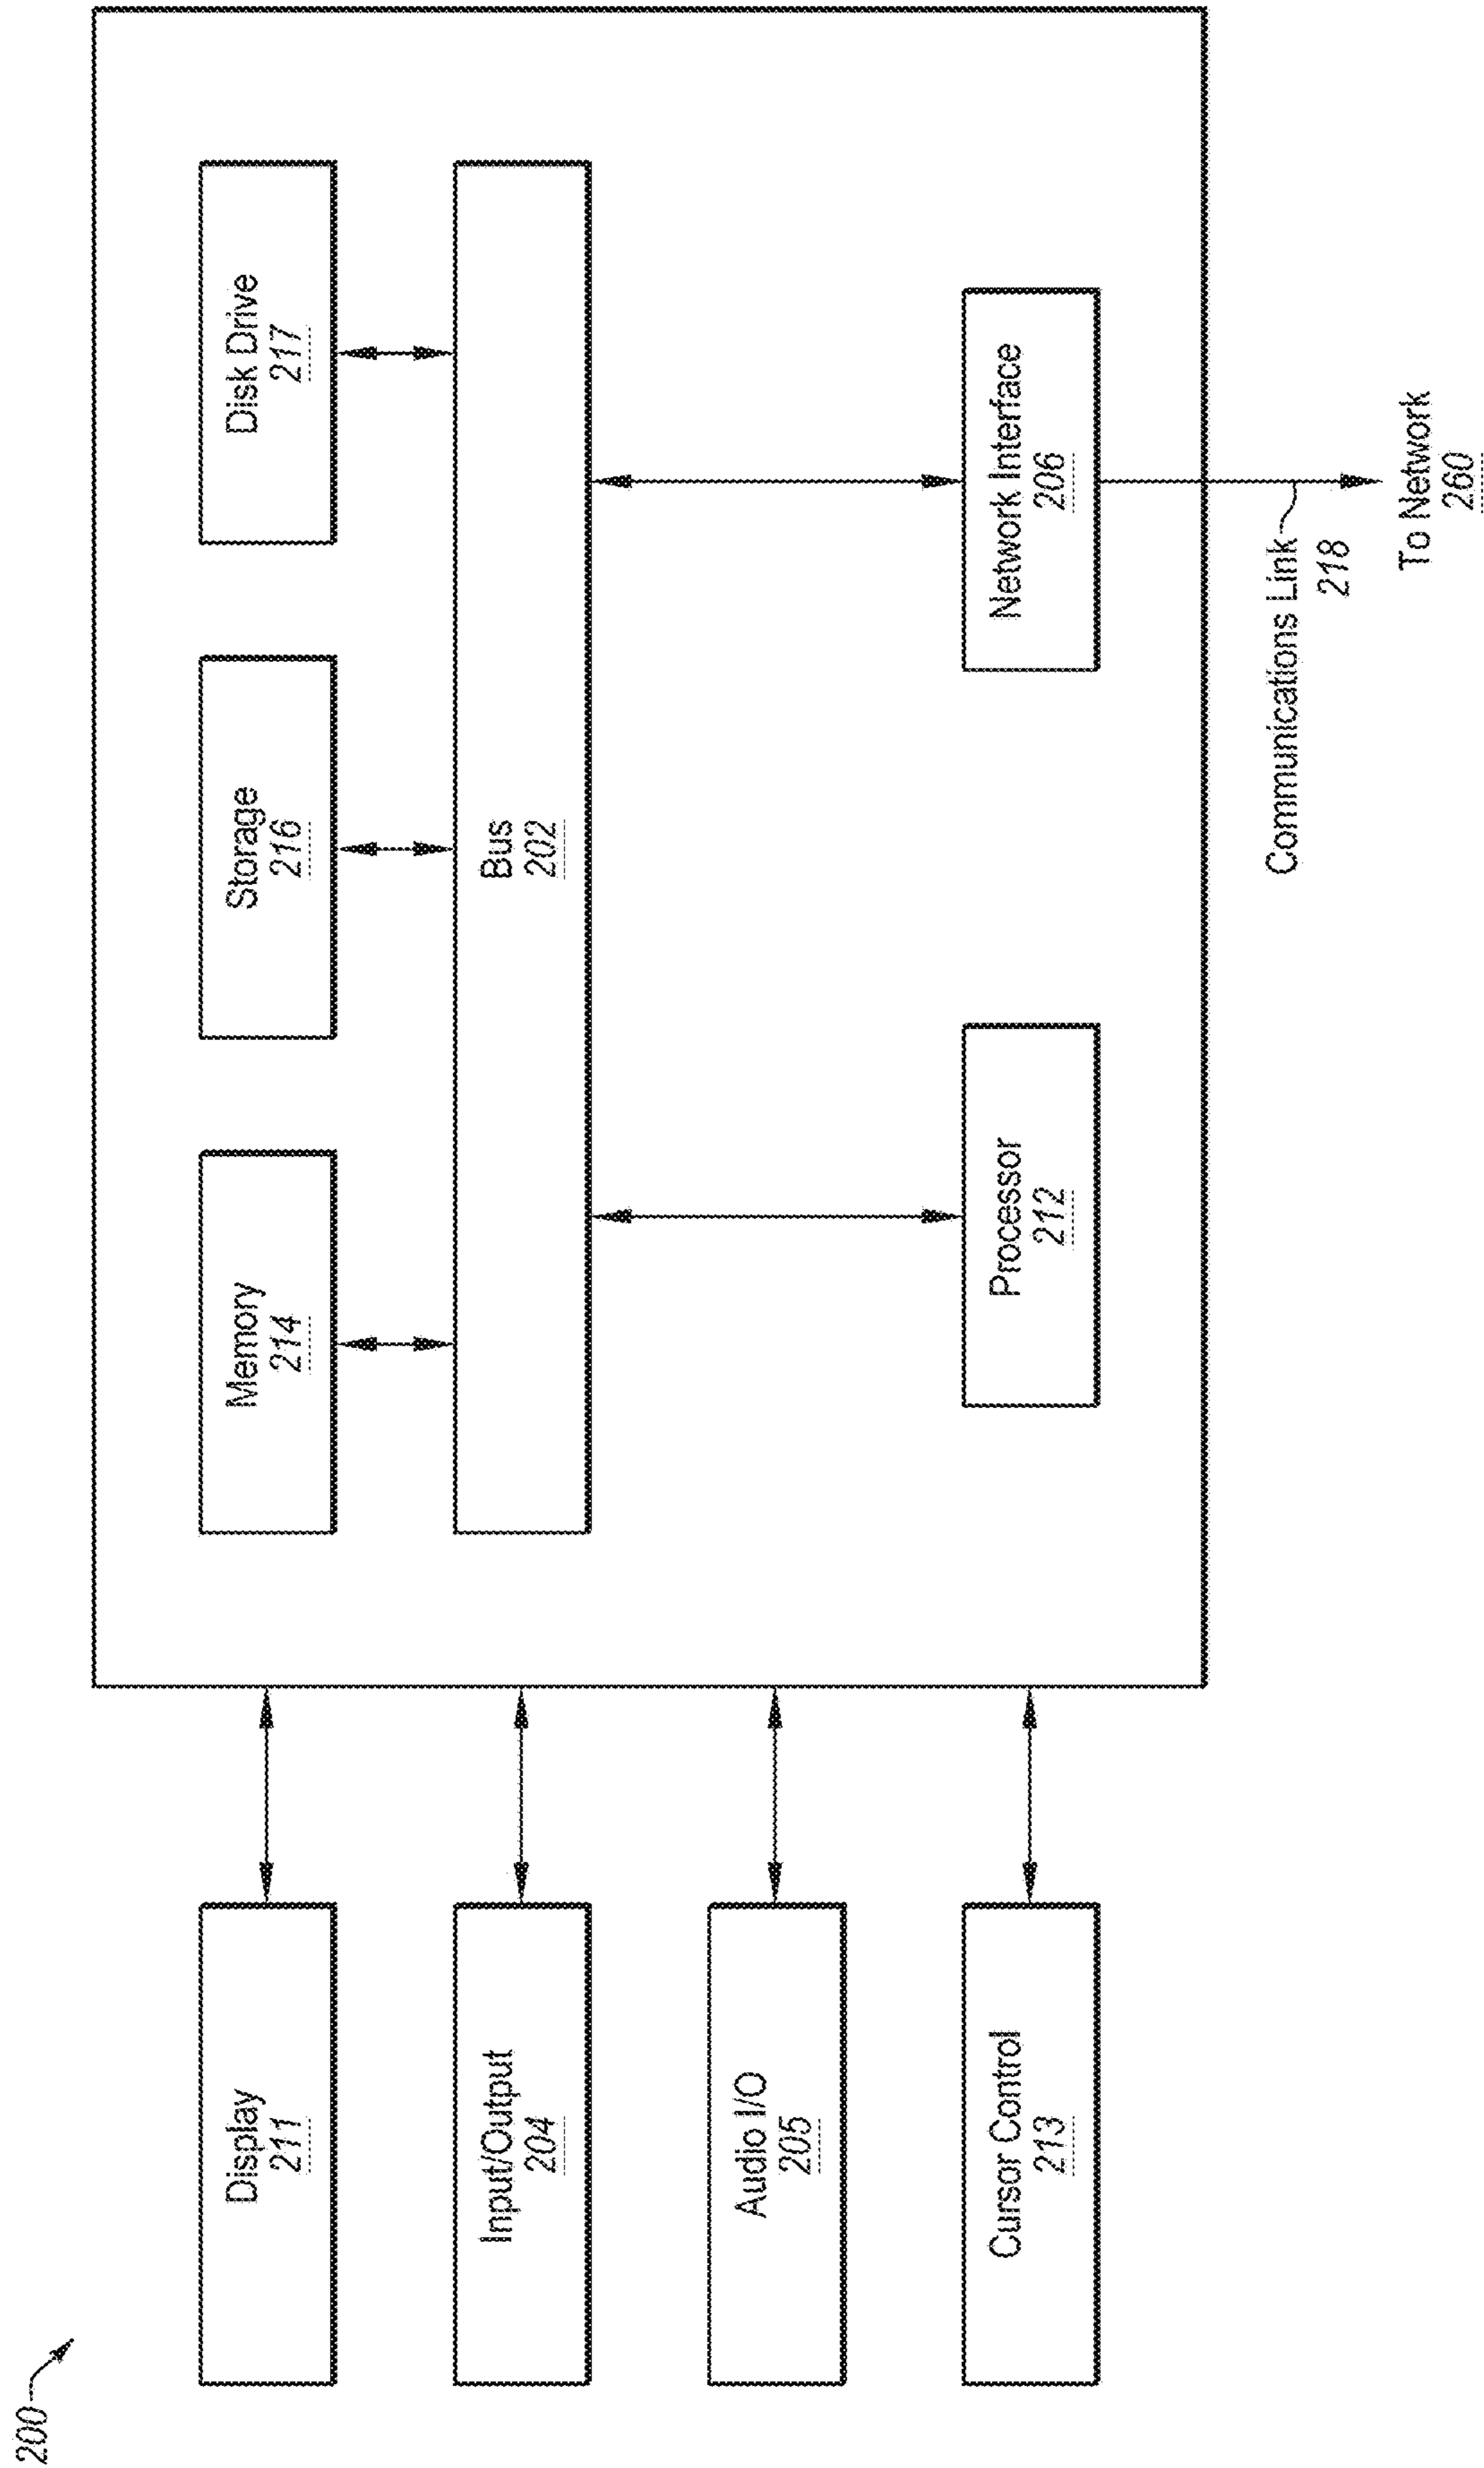 200
Display
211
Memory
214
Storage
216
Disk Drive
217
Input/Output
204
Bus
202
Audio I/O
205
Cursor Control
213
Processor
212
Network Interface
206
Communications Link
218
To Network
260